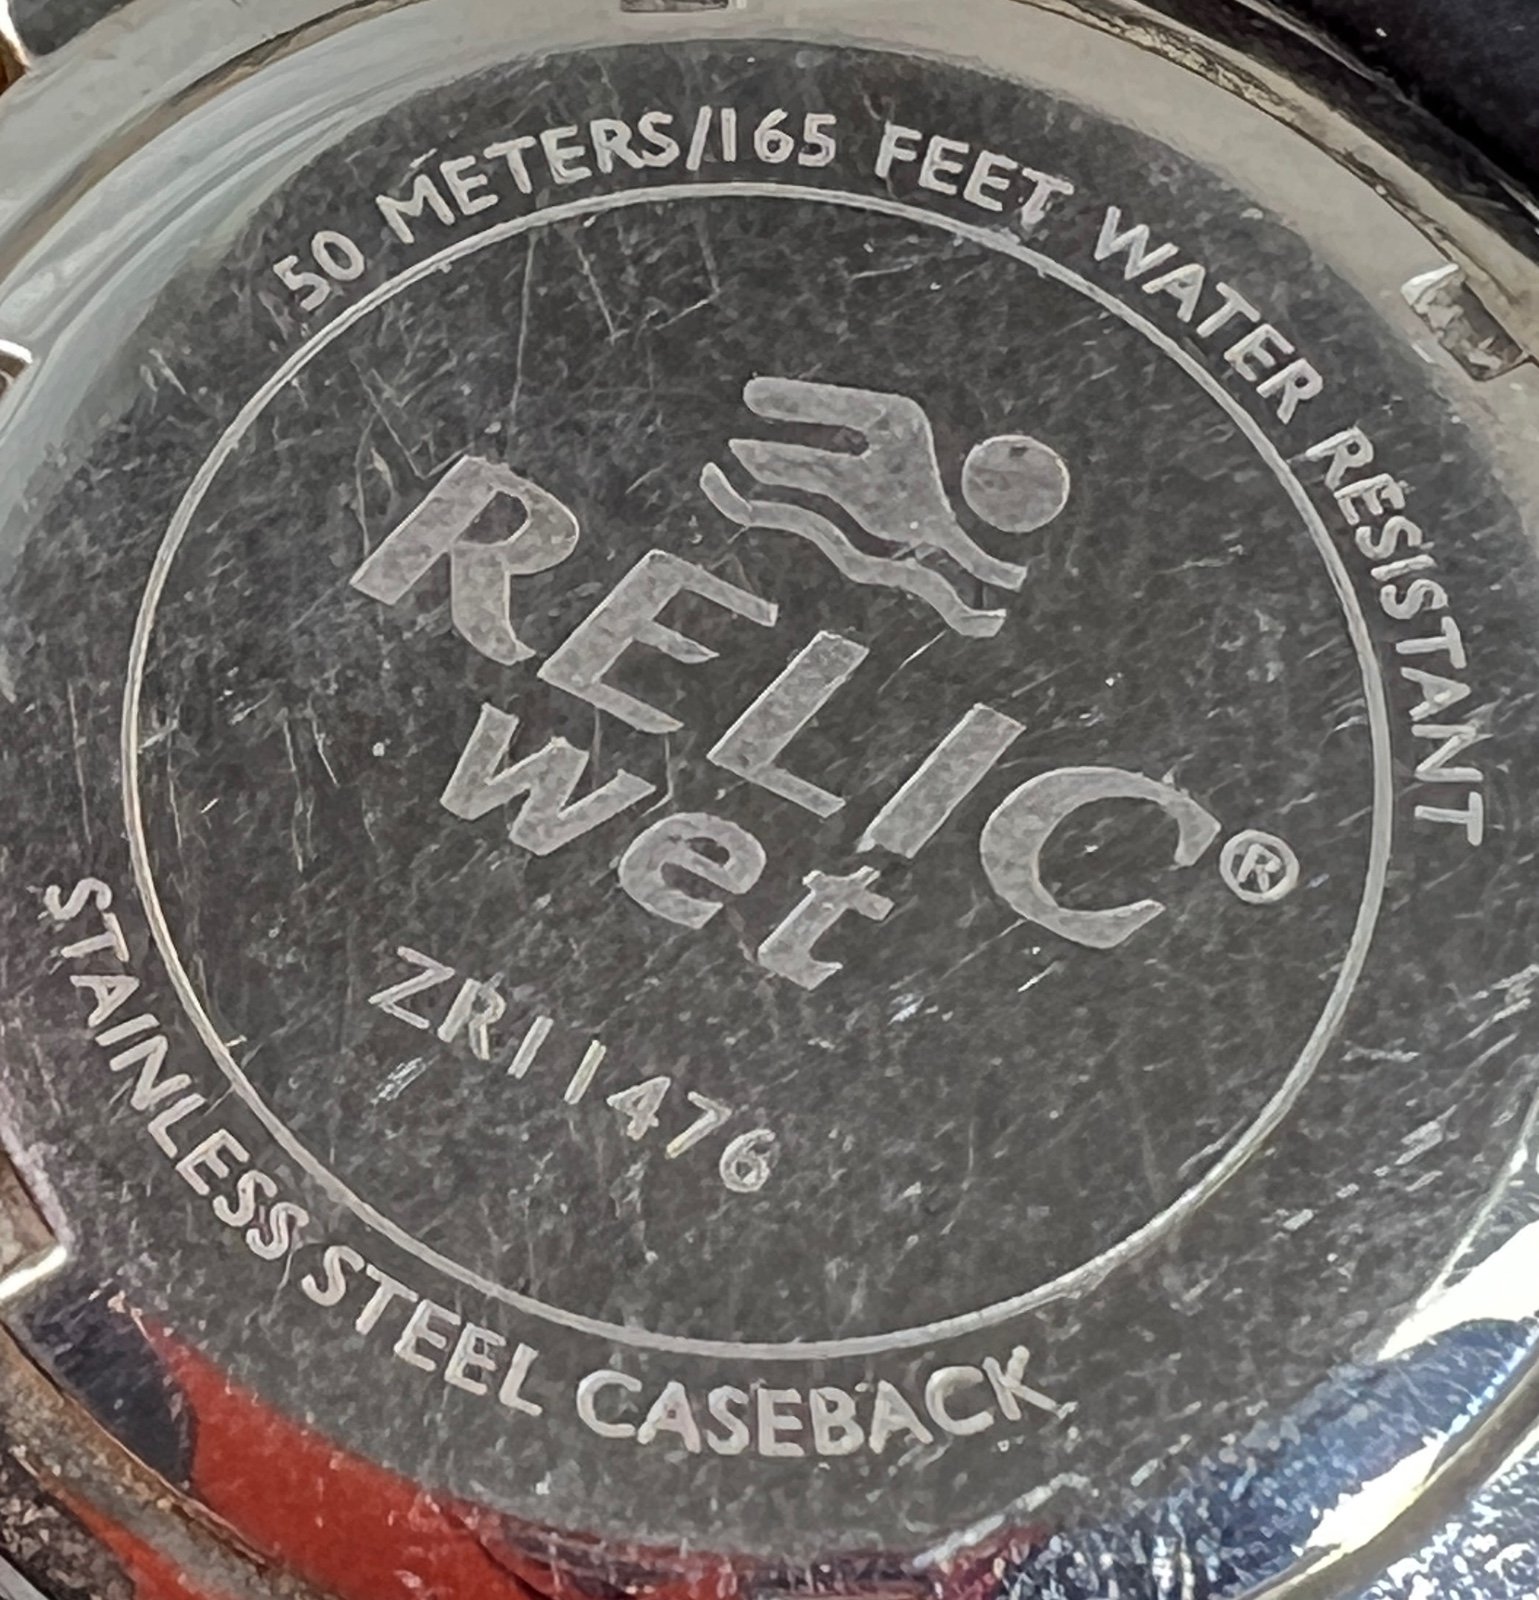 50 METERS/165 FEET WATER RESISTANT
RELIC®
wet
ZR11476
STAINLESS STEEL CASEBACK